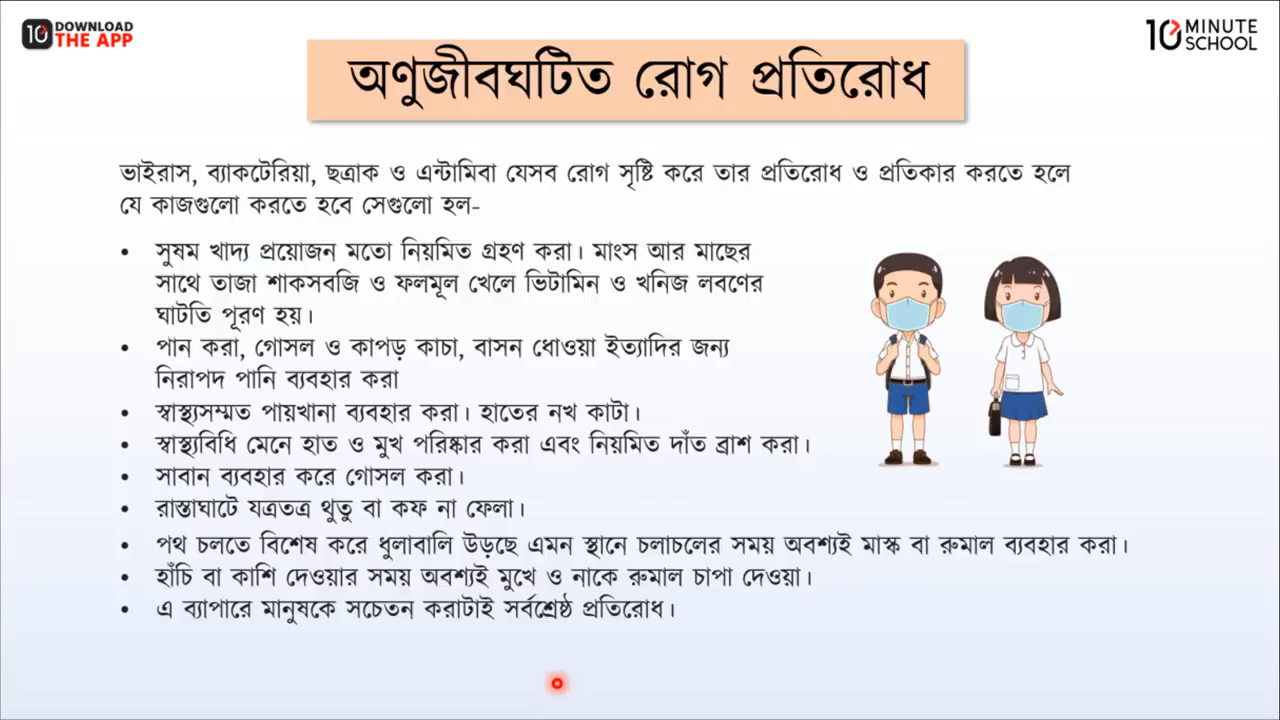 10 DOWNLOAD
THE APP
10 MINUTE
SCHOOL
অণুজীবঘটিত রোগ প্রতিরোধ
ভাইরাস, ব্যাকটেরিয়া, ছত্রাক ও এন্টামিবা যেসব রোগ সৃষ্টি করে তার প্রতিরোধ ও প্রতিকার করতে হলে
যে কাজগুলো করতে হবে সেগুলো হল-
• সুষম খাদ্য প্রয়োজন মতো নিয়মিত গ্রহণ করা। মাংস আর মাছের
সাথে তাজা শাকসবজি ও ফলমূল খেলে ভিটামিন ও খনিজ লবণের
ঘাটতি পূরণ হয়।
• পান করা, গোসল ও কাপড় কাচা, বাসন ধোওয়া ইত্যাদির জন্য
নিরাপদ পানি ব্যবহার করা
• স্বাস্থ্যসম্মত পায়খানা ব্যবহার করা। হাতের নখ কাটা।
• স্বাস্থ্যবিধি মেনে হাত ও মুখ পরিষ্কার করা এবং নিয়মিত দাঁত ব্রাশ করা।
• সাবান ব্যবহার করে গোসল করা।
• রাস্তাঘাটে যত্রতত্র থুতু বা কফ না ফেলা।
• পথ চলতে বিশেষ করে ধুলাবালি উড়ছে এমন স্থানে চলাচলের সময় অবশ্যই মাস্ক বা রুমাল ব্যবহার করা।
• হাঁচি বা কাশি দেওয়ার সময় অবশ্যই মুখে ও নাকে রুমাল চাপা দেওয়া।
• এ ব্যাপারে মানুষকে সচেতন করাটাই সর্বশ্রেষ্ঠ প্রতিরোধ।